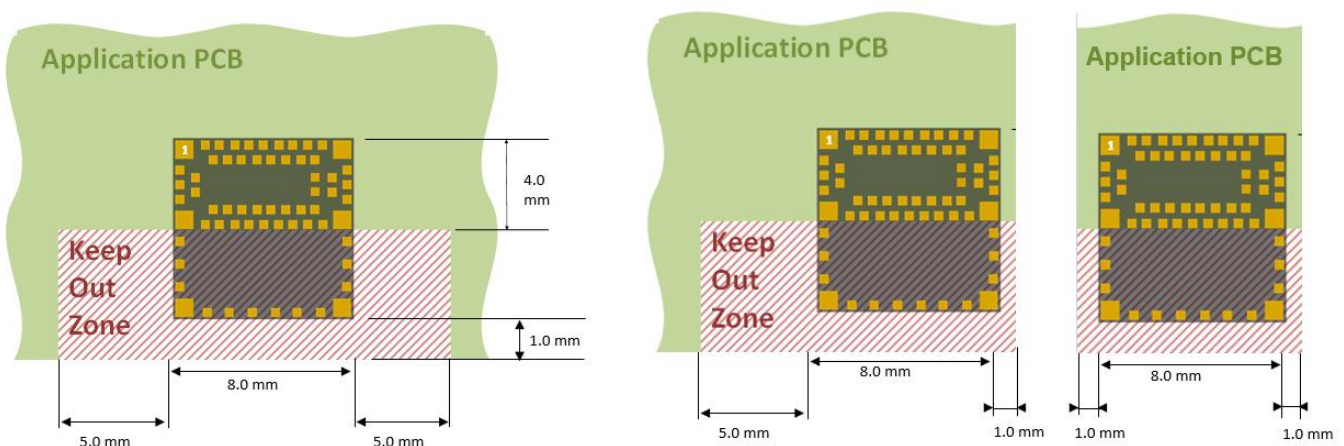 Application PCB
1
4.0
mm
Keep
Out
Zone
1.0 mm
8.0 mm
5.0 mm
5.0 mm
Application PCB
1
Keep
Out
Zone
8.0 mm
5.0 mm
1.0 mm
Application PCB
1
8.0 mm
1.0 mm
1.0 mm